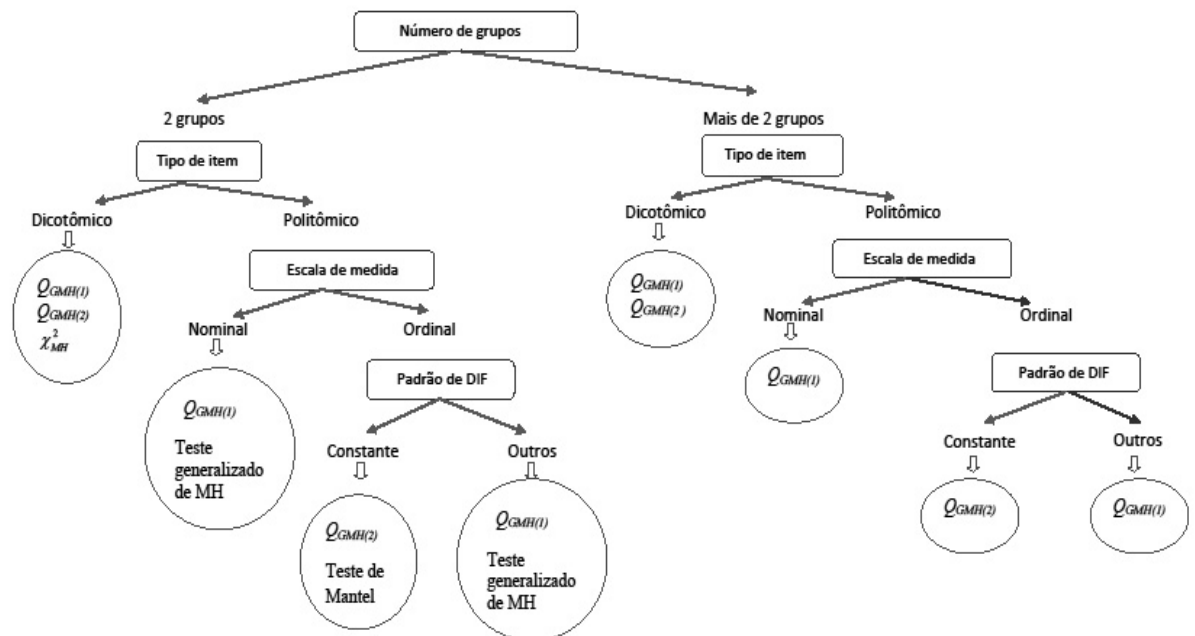 Número de grupos
2 grupos
Mais de 2 grupos
Tipo de item
Tipo de item
Dicotômico
Politômico
Dicotômico
Politômico
Q_GMH(1)
Q_GMH(2)
χ²_MH
Escala de medida
Q_GMH(1)
Q_GMH(2)
Escala de medida
Nominal
Ordinal
Nominal
Ordinal
Q_GMH(1)
Teste
generalizado
de MH
Padrão de DIF
Q_GMH(1)
Padrão de DIF
Constante
Outros
Constante
Outros
Q_GMH(2)
Teste de
Mantel
Q_GMH(1)
Teste
generalizado
de MH
Q_GMH(2)
Q_GMH(1)